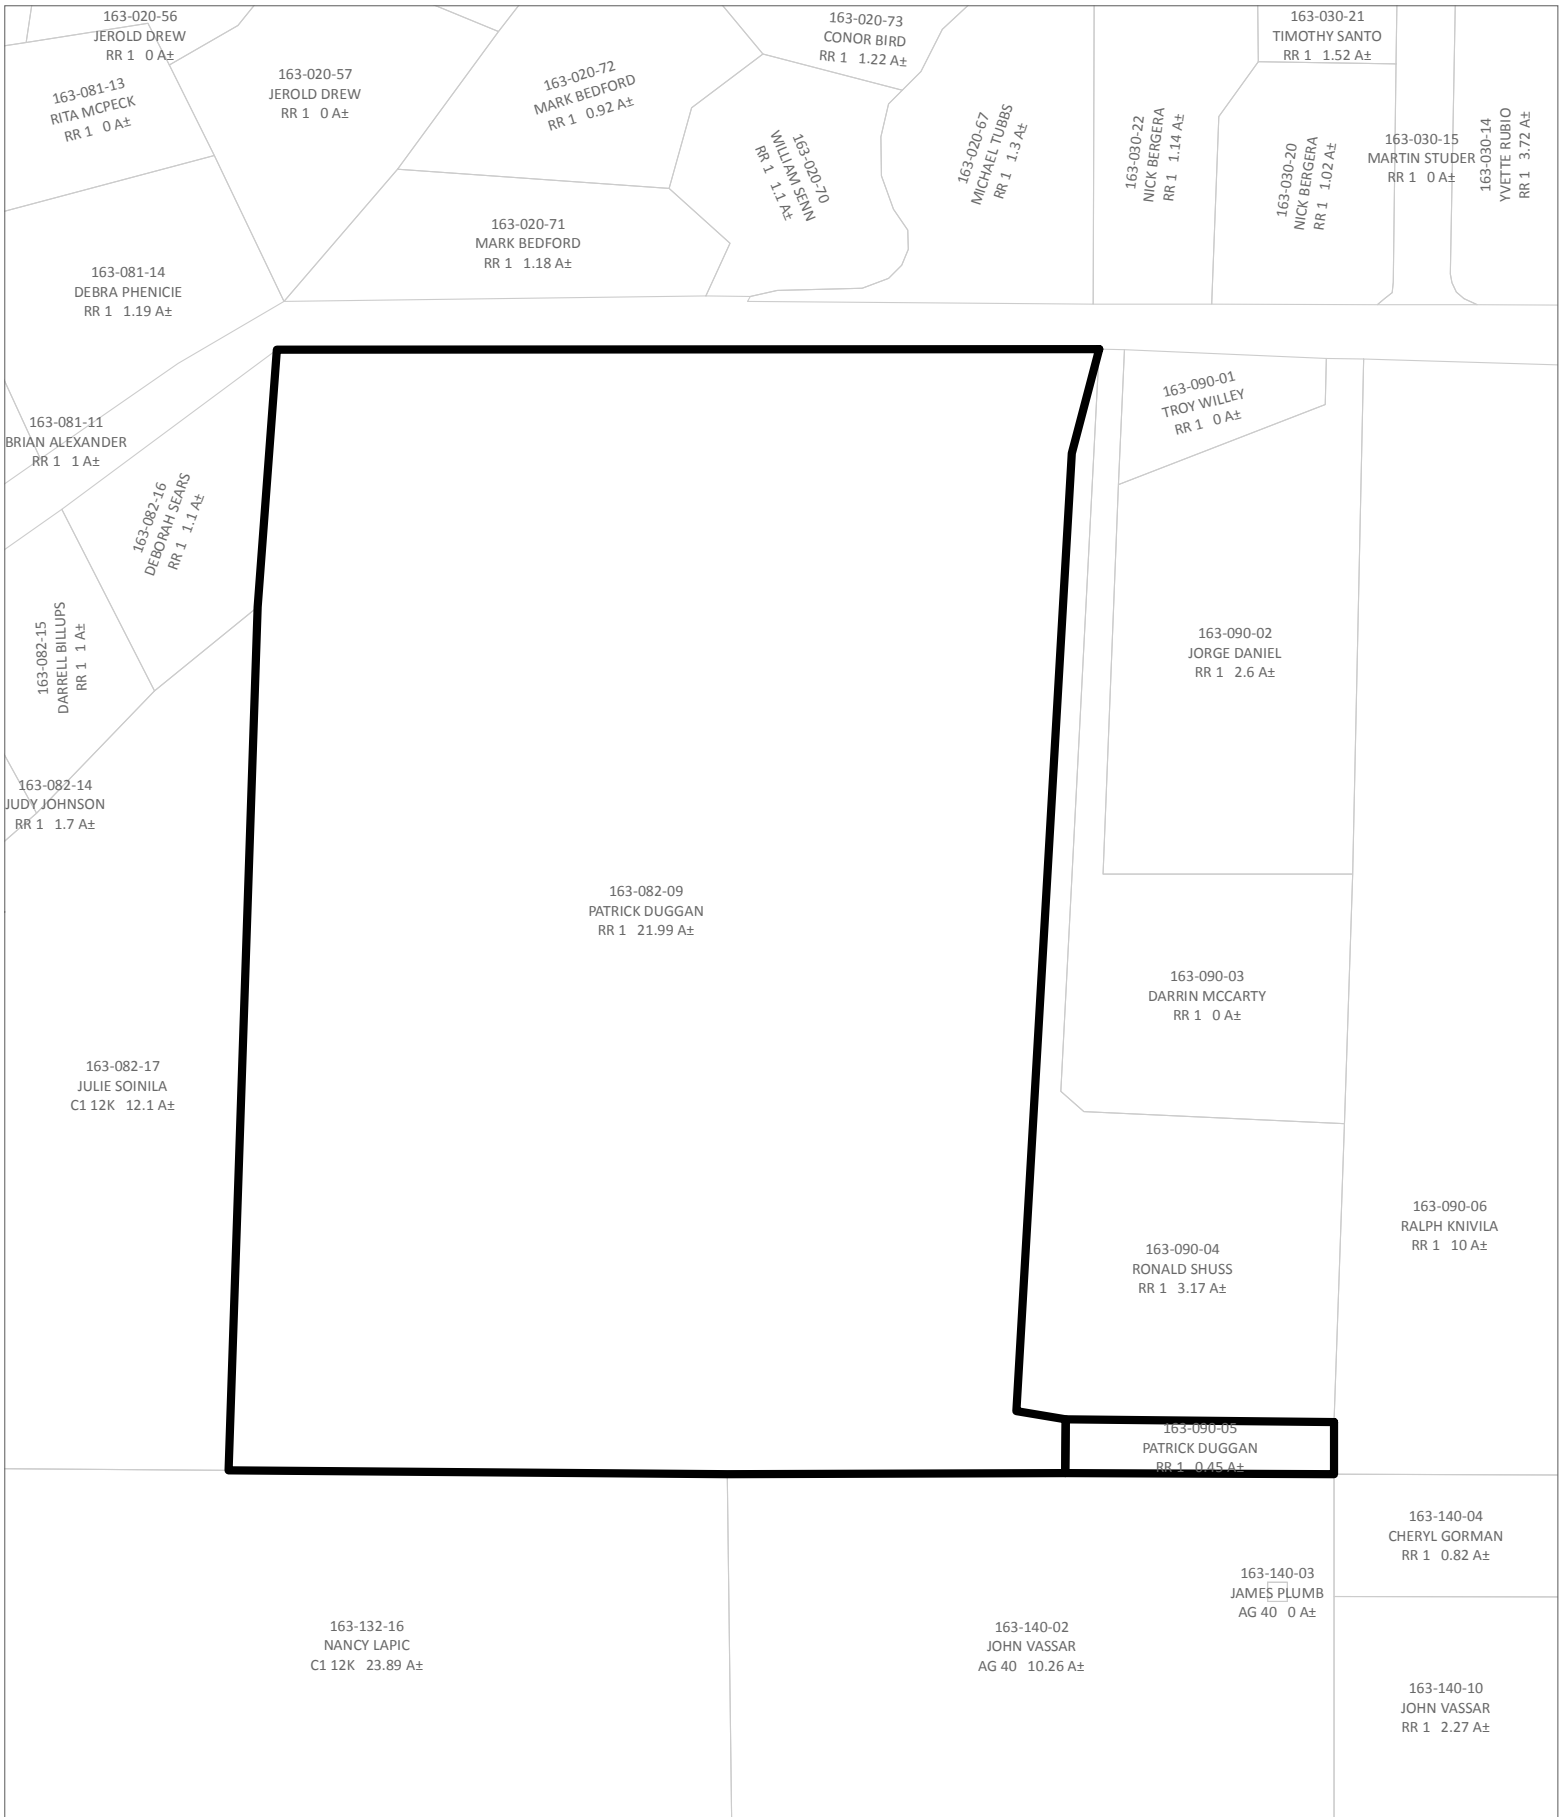 163-020-56
JEROLD DREW
RR 1 0 A±
163-020-73
CONOR BIRD
RR 1 1.22 A±
163-030-21
TIMOTHY SANTO
RR 1 1.52 A±
163-081-13
RITA MCPECK
RR 1 0 A±
163-020-57
JEROLD DREW
RR 1 0 A±
163-020-72
MARK BEDFORD
RR 1 0.92 A±
163-020-70
WILLIAM SENN
RR 1 1.1 A±
163-020-67
MICHAEL TUBBS
RR 1 1.3 A±
163-030-22
NICK BERGERA
RR 1 1.14 A±
163-030-20
NICK BERGERA
RR 1 1.02 A±
163-030-15
MARTIN STUDER
RR 1 0 A±
163-030-14
YVETTE RUBIO
RR 1 3.72 A±
163-020-71
MARK BEDFORD
RR 1 1.18 A±
163-081-14
DEBRA PHENICIE
RR 1 1.19 A±
163-090-01
TROY WILLEY
RR 1 0 A±
163-081-11
BRIAN ALEXANDER
RR 1 1 A±
163-082-16
DEBORAH SEARS
RR 1 1.1 A±
163-082-15
DARRELL BILLUPS
RR 1 1 A±
163-090-02
JORGE DANIEL
RR 1 2.6 A±
163-082-14
JUDY JOHNSON
RR 1 1.7 A±
163-082-09
PATRICK DUGGAN
RR 1 21.99 A±
163-090-03
DARRIN MCCARTY
RR 1 0 A±
163-082-17
JULIE SOINILA
C1 12K 12.1 A±
163-090-06
RALPH KNIVILA
RR 1 10 A±
163-090-04
RONALD SHUSS
RR 1 3.17 A±
163-090-05
PATRICK DUGGAN
RR 1 0.45 A±
163-140-04
CHERYL GORMAN
RR 1 0.82 A±
163-140-03
JAMES PLUMB
AG 40 0 A±
163-132-16
NANCY LAPIC
C1 12K 23.89 A±
163-140-02
JOHN VASSAR
AG 40 10.26 A±
163-140-10
JOHN VASSAR
RR 1 2.27 A±